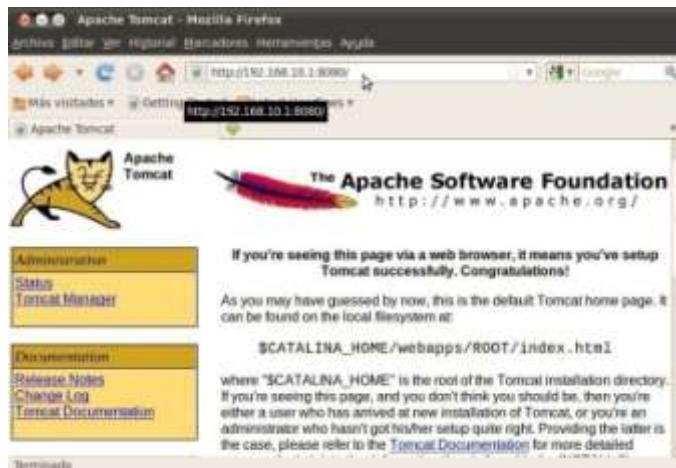 Apache Tomcat - Mozilla Firefox
Archivo Editar Ver Historial Marcadores Herramientas Ayuda
http://192.168.10.1:8080/
Google
Más visitados
http://192.168.10.1:8080/
Apache Tomcat
Apache
Tomcat
The Apache Software Foundation
http://www.apache.org/
Administration
Status
Tomcat Manager
Documentation
Release Notes
Change Log
Tomcat Documentation
If you're seeing this page via a web browser, it means you've setup
Tomcat successfully. Congratulations!
As you may have guessed by now, this is the default Tomcat home page. It
can be found on the local filesystem at:
$CATALINA_HOME/webapps/ROOT/index.html
where "$CATALINA_HOME" is the root of the Tomcat installation directory.
If you're seeing this page, and you don't think you should be, then you're
either a user who has arrived at new installation of Tomcat, or you're an
administrator who hasn't got his/her setup quite right. Providing the latter is
the case, please refer to the Tomcat Documentation for more detailed
Terminado